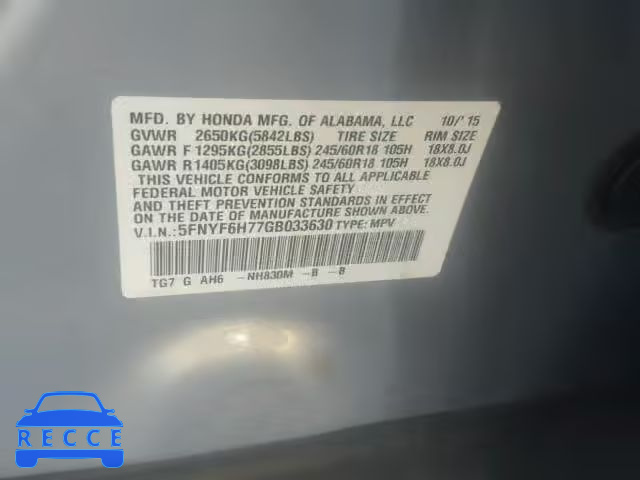 MFD. BY HONDA MFG. OF ALABAMA, LLC 10/'15
GVWR 2650KG(5842LBS) TIRE SIZE RIM SIZE
GAWR F 1295KG(2855LBS) 245/60R18 105H 18X8.0J
GAWR R 1405KG(3098LBS) 245/60R18 105H 18X8.0J
THIS VEHICLE CONFORMS TO ALL APPLICABLE
FEDERAL MOTOR VEHICLE SAFETY
AND THEFT PREVENTION STANDARDS IN EFFECT
ON THE DATE OF MANUFACTURE SHOWN ABOVE.
V.I.N.:5FNYF6H77GB033630 TYPE: MPV
TG7 G AH6 -NH830M -B -B
RECCE